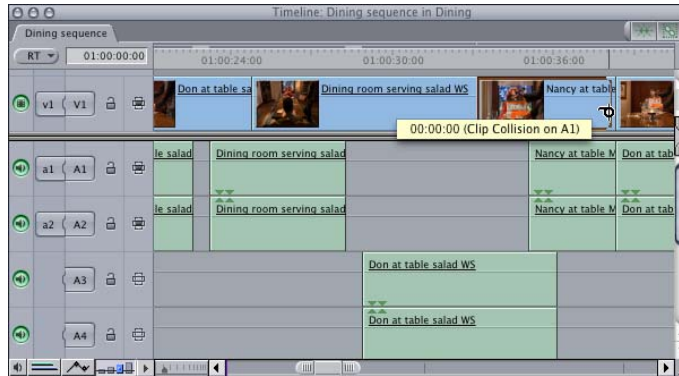 Timeline: Dining sequence in Dining
Dining sequence
RT 01:00:00:00
01:00:24:00 01:00:30:00 01:00:36:00
v1 V1 Don at table sa Dining room serving salad WS Nancy at table
00:00:00 (Clip Collision on A1)
a1 A1 le salad Dining room serving salad Nancy at table M Don at tab
a2 A2 le salad Dining room serving salad Nancy at table M Don at tab
A3 Don at table salad WS
A4 Don at table salad WS